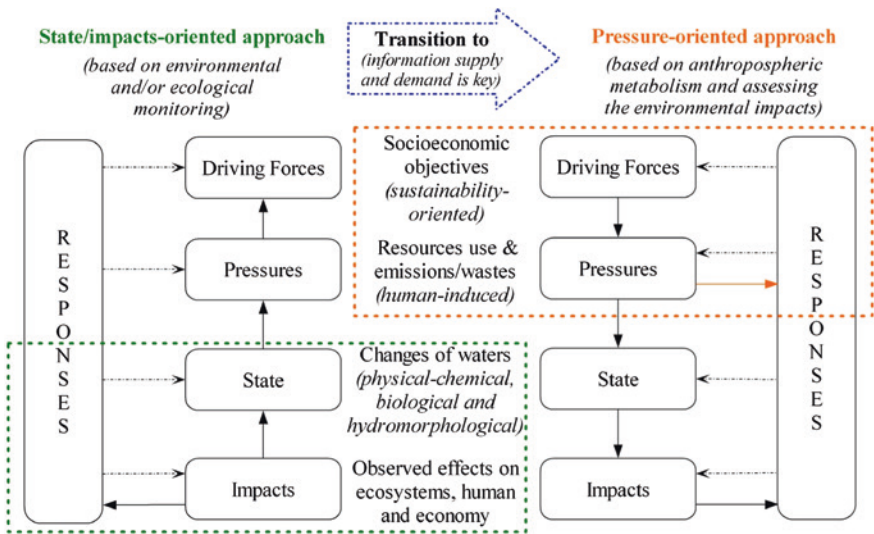 State/impacts-oriented approach
(based on environmental
and/or ecological
monitoring)
Transition to
(information supply
and demand is key)
Pressure-oriented approach
(based on anthropospheric
metabolism and assessing
the environmental impacts)
RESPONSES
Driving Forces
Pressures
State
Impacts
Socioeconomic
objectives
(sustainability-
oriented)
Resources use &
emissions/wastes
(human-induced)
Changes of waters
(physical-chemical,
biological and
hydromorphological)
Observed effects on
ecosystems, human
and economy
Driving Forces
Pressures
State
Impacts
RESPONSES